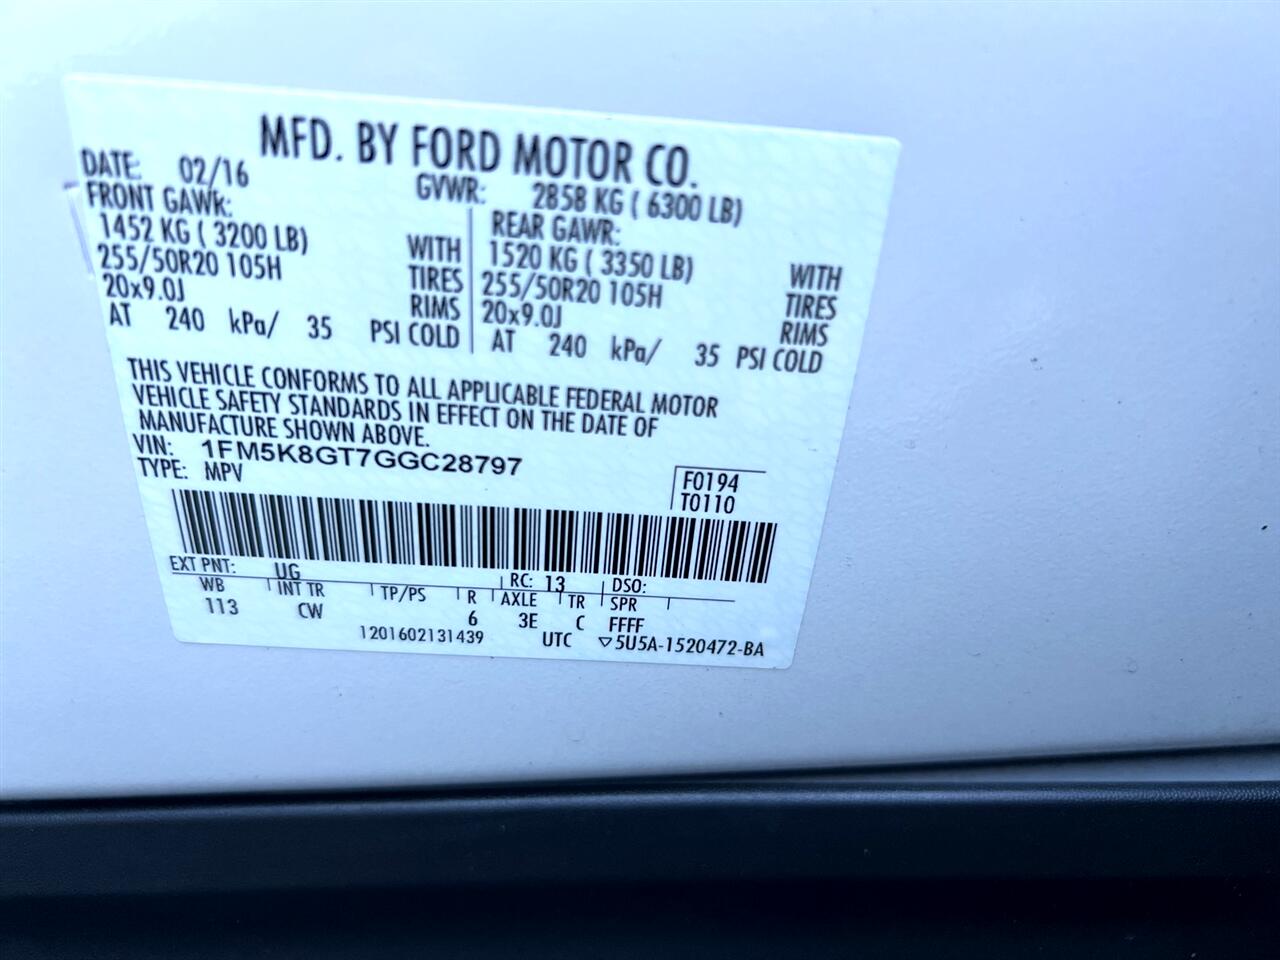 MFD. BY FORD MOTOR CO.
DATE: 02/16 GVWR: 2858 KG ( 6300 LB)
FRONT GAWR: REAR GAWR:
1452 KG ( 3200 LB) WITH 1520 KG ( 3350 LB) WITH
255/50R20 105H TIRES 255/50R20 105H TIRES
20x9.0J RIMS 20x9.0J RIMS
AT 240 kPa/ 35 PSI COLD AT 240 kPa/ 35 PSI COLD
THIS VEHICLE CONFORMS TO ALL APPLICABLE FEDERAL MOTOR
VEHICLE SAFETY STANDARDS IN EFFECT ON THE DATE OF
MANUFACTURE SHOWN ABOVE.
VIN: 1FM5K8GT7GGC28797
TYPE: MPV
F0194
T0110
EXT PNT: UG RC: 13 DSO:
WB INT TR TP/PS R AXLE TR SPR
113 CW 6 3E C FFFF
1201602131439 UTC ▽5U5A-1520472-BA